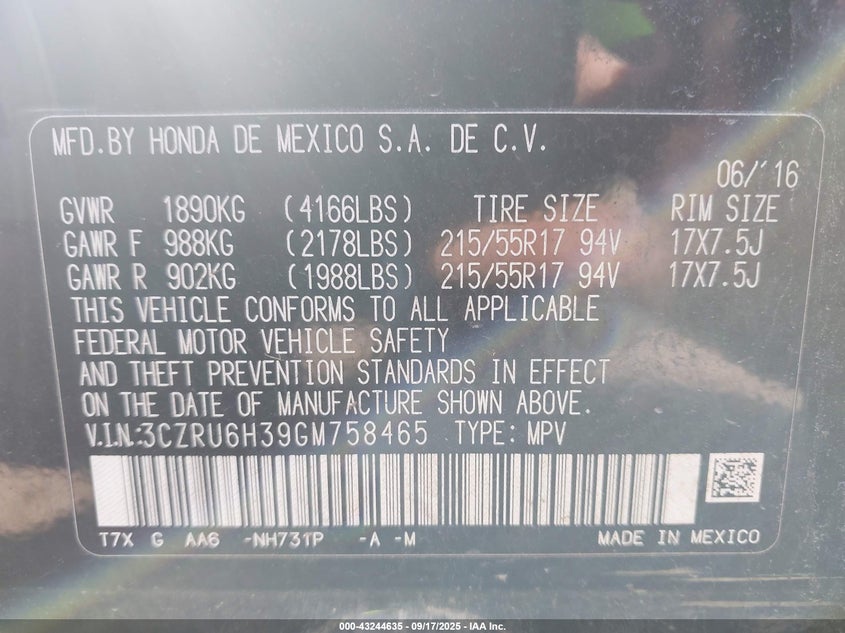 MFD.BY HONDA DE MEXICO S.A. DE C.V.
06/'16
GVWR 1890KG (4166LBS) TIRE SIZE RIM SIZE
GAWR F 988KG (2178LBS) 215/55R17 94V 17X7.5J
GAWR R 902KG (1988LBS) 215/55R17 94V 17X7.5J
THIS VEHICLE CONFORMS TO ALL APPLICABLE
FEDERAL MOTOR VEHICLE SAFETY
AND THEFT PREVENTION STANDARDS IN EFFECT
ON THE DATE OF MANUFACTURE SHOWN ABOVE.
V.I.N.:3CZRU6H39GM758465 TYPE: MPV
T7X G AA6 -NH731P -A -M MADE IN MEXICO
000-43244635 - 09/17/2025 - IAA Inc.